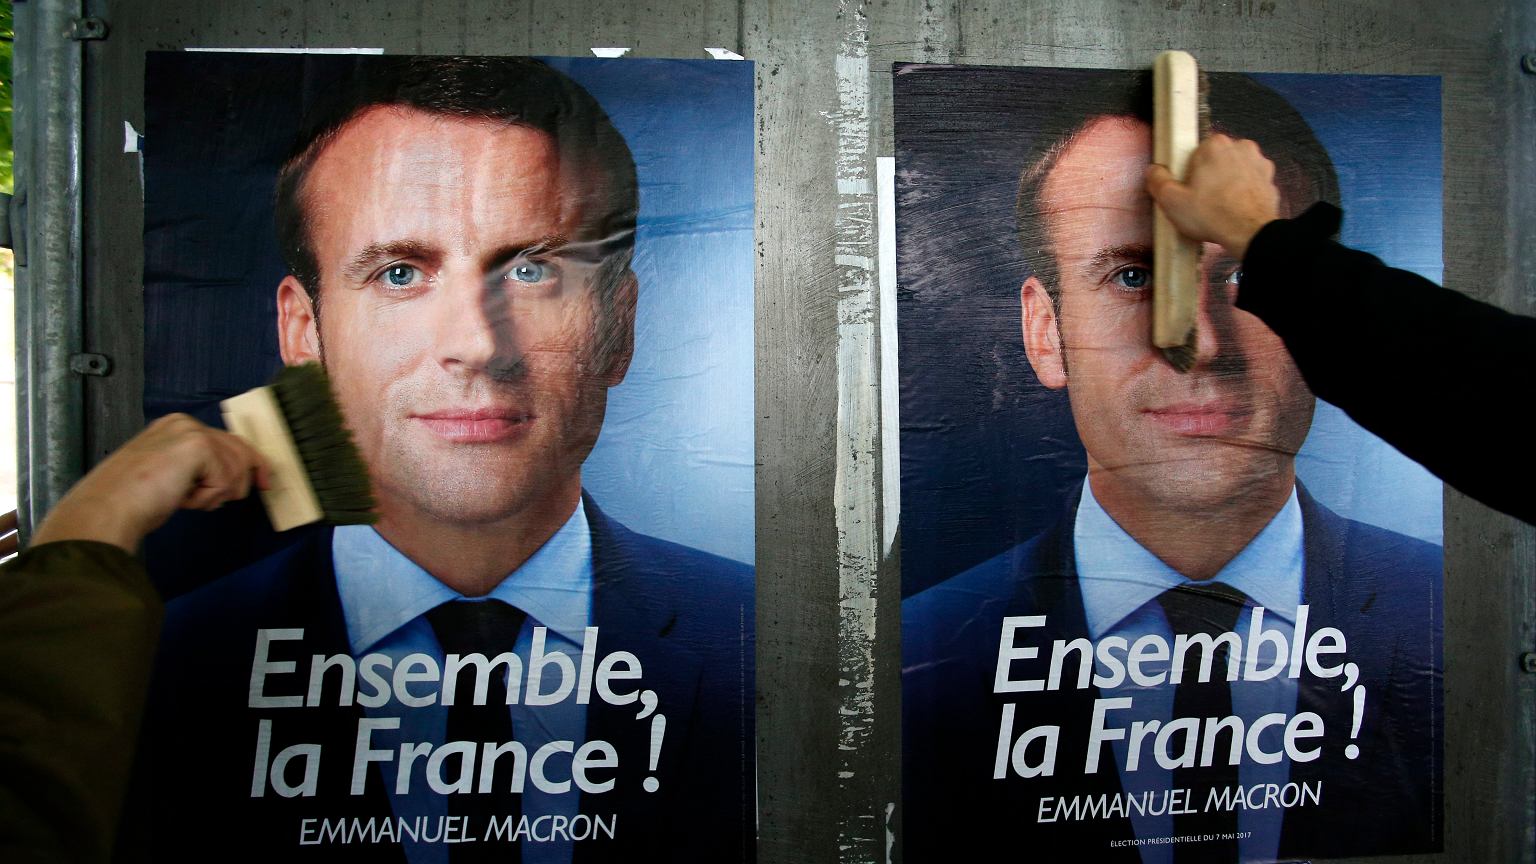 Ensemble,
la France !
EMMANUEL MACRON
Ensemble,
la France !
EMMANUEL MACRON
ÉLECTION PRÉSIDENTIELLE DU 7 MAI 2017